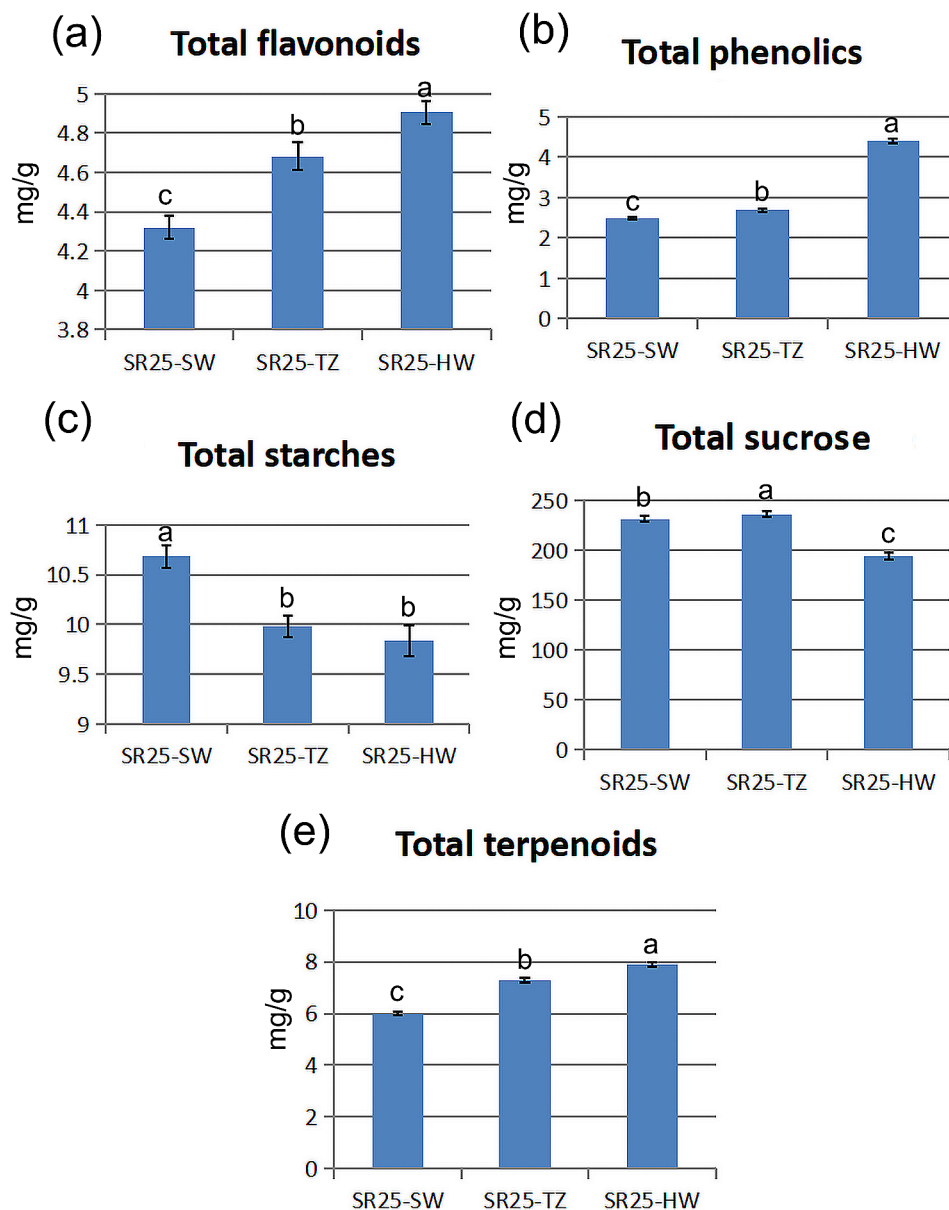 (a) Total flavonoids
mg/g
5
4.8
4.6
4.4
4.2
4
3.8
c
b
a
SR25-SW SR25-TZ SR25-HW
(b) Total phenolics
mg/g
5
4
3
2
1
0
c
b
a
SR25-SW SR25-TZ SR25-HW
(c) Total starches
mg/g
11
10.5
10
9.5
9
a
b
b
SR25-SW SR25-TZ SR25-HW
(d) Total sucrose
mg/g
250
200
150
100
50
0
b
a
c
SR25-SW SR25-TZ SR25-HW
(e) Total terpenoids
mg/g
10
8
6
4
2
0
c
b
a
SR25-SW SR25-TZ SR25-HW